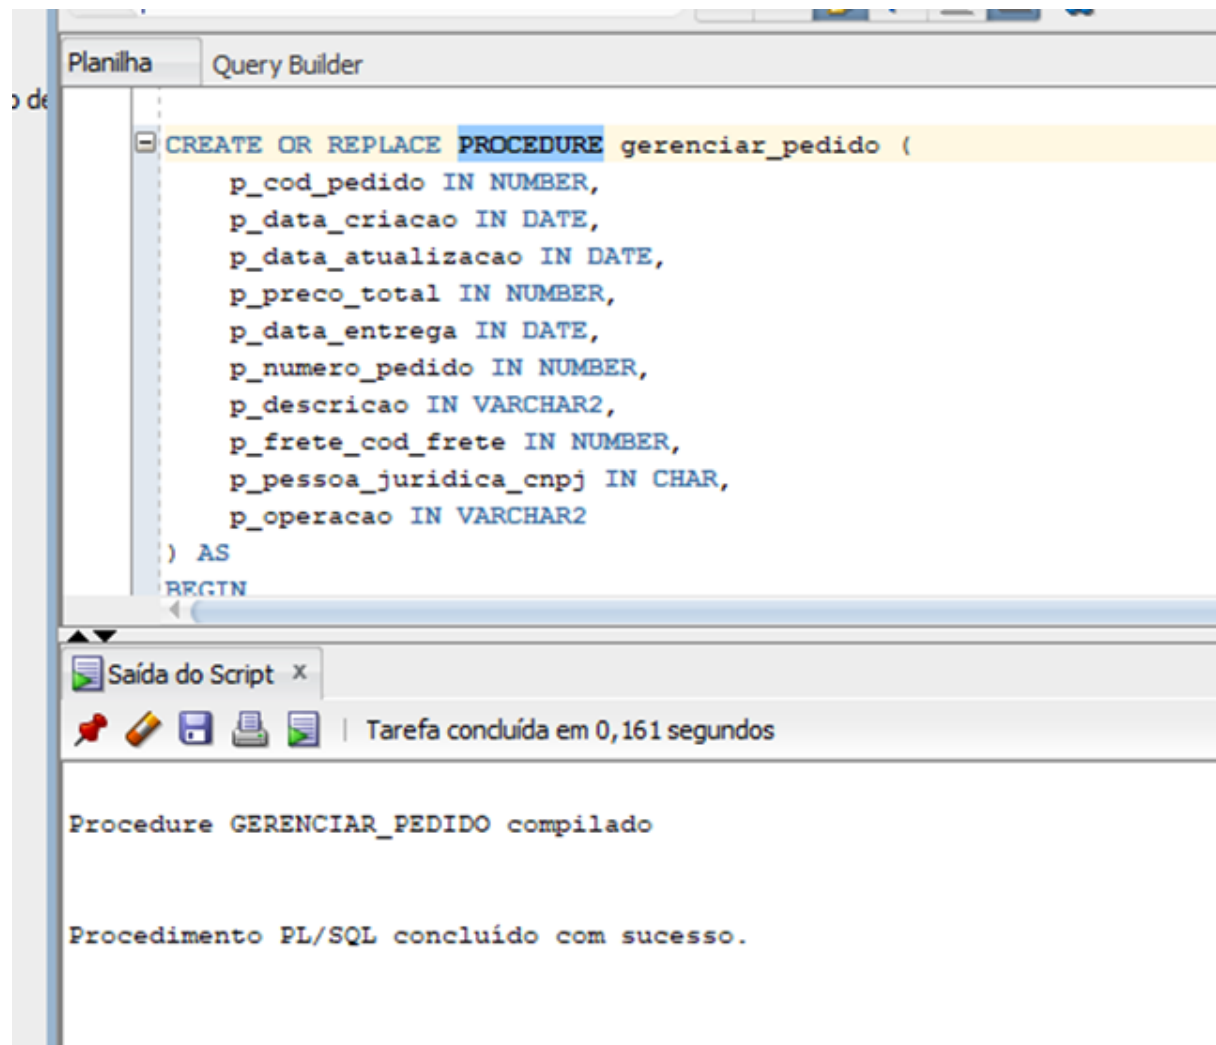 Planilha
Query Builder
o de
CREATE OR REPLACE PROCEDURE gerenciar_pedido (
p_cod_pedido IN NUMBER,
p_data_criacao IN DATE,
p_data_atualizacao IN DATE,
p_preco_total IN NUMBER,
p_data_entrega IN DATE,
p_numero_pedido IN NUMBER,
p_descricao IN VARCHAR2,
p_frete_cod_frete IN NUMBER,
p_pessoa_juridica_cnpj IN CHAR,
p_operacao IN VARCHAR2
) AS
BEGIN
Saída do Script x
Tarefa concluída em 0,161 segundos
Procedure GERENCIAR_PEDIDO compilado
Procedimento PL/SQL concluído com sucesso.